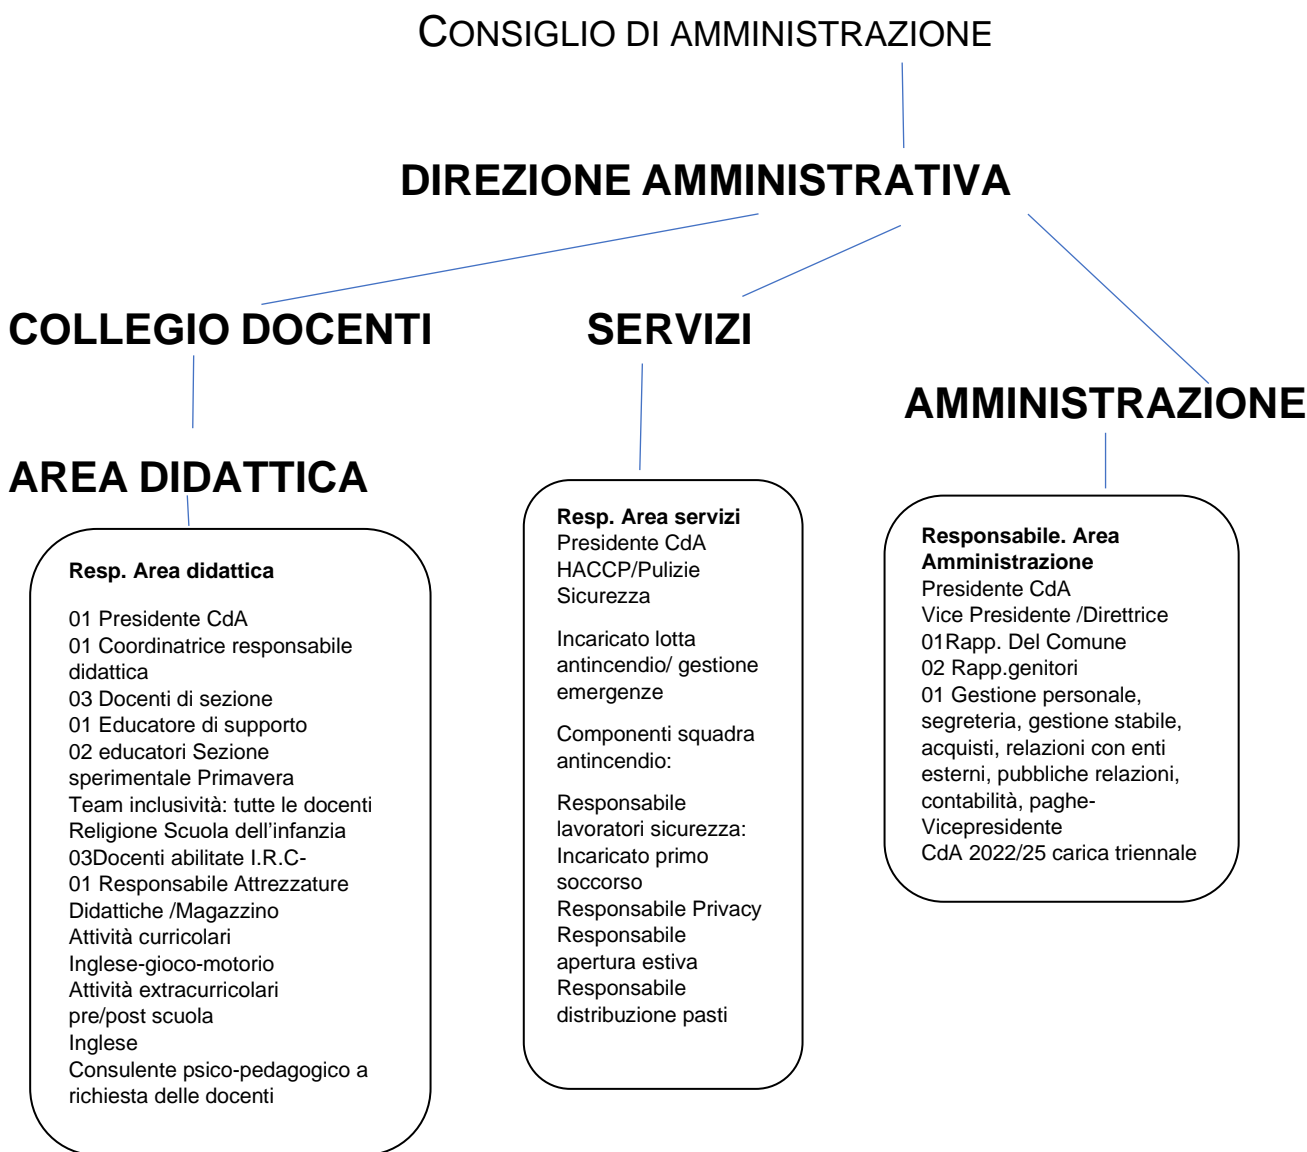 CONSIGLIO DI AMMINISTRAZIONE
DIREZIONE AMMINISTRATIVA
COLLEGIO DOCENTI
SERVIZI
AMMINISTRAZIONE
AREA DIDATTICA
Resp. Area didattica
01 Presidente CdA
01 Coordinatrice responsabile
didattica
03 Docenti di sezione
01 Educatore di supporto
02 educatori Sezione
sperimentale Primavera
Team inclusività: tutte le docenti
Religione Scuola dell’infanzia
03Docenti abilitate I.R.C-
01 Responsabile Attrezzature
Didattiche /Magazzino
Attività curricolari
Inglese-gioco-motorio
Attività extracurricolari
pre/post scuola
Inglese
Consulente psico-pedagogico a
richiesta delle docenti
Resp. Area servizi
Presidente CdA
HACCP/Pulizie
Sicurezza
Incaricato lotta
antincendio/ gestione
emergenze
Componenti squadra
antincendio:
Responsabile
lavoratori sicurezza:
Incaricato primo
soccorso
Responsabile Privacy
Responsabile
apertura estiva
Responsabile
distribuzione pasti
Responsabile. Area
Amministrazione
Presidente CdA
Vice Presidente /Direttrice
01Rapp. Del Comune
02 Rapp.genitori
01 Gestione personale,
segreteria, gestione stabile,
acquisti, relazioni con enti
esterni, pubbliche relazioni,
contabilità, paghe-
Vicepresidente
CdA 2022/25 carica triennale